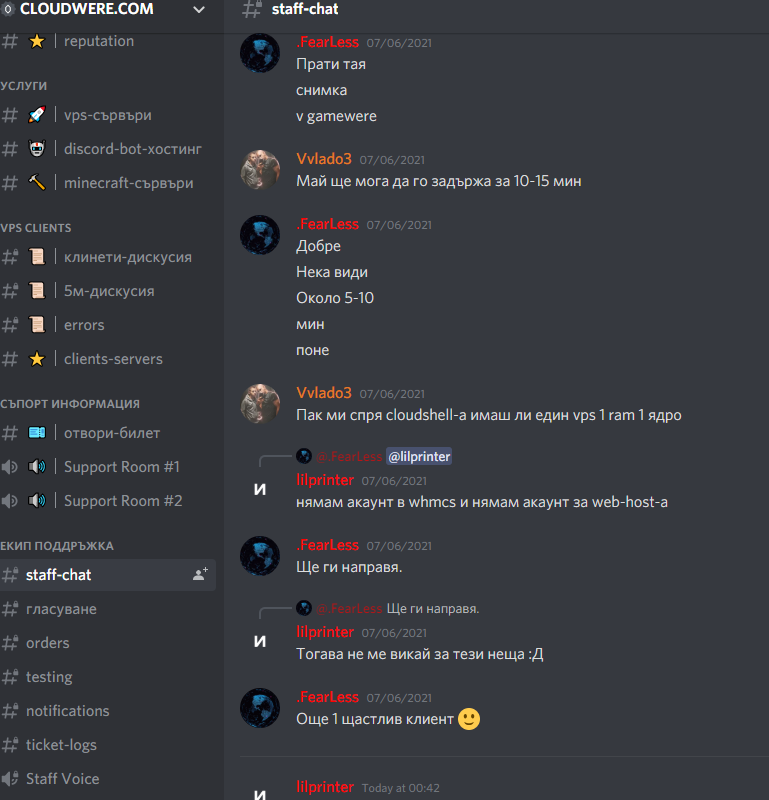 CLOUDWERE.COM
reputation
УСЛУГИ
vps-сървъри
discord-bot-хостинг
minecraft-сървъри
VPS CLIENTS
клинети-дискусия
5м-дискусия
errors
clients-servers
СЪПОРТ ИНФОРМАЦИЯ
отвори-билет
Support Room #1
Support Room #2
ЕКИП ПОДДРЪЖКА
staff-chat
гласуване
orders
testing
notifications
ticket-logs
Staff Voice
staff-chat
.FearLess 07/06/2021
Прати тая
снимка
v gamewere
Vvlado3 07/06/2021
Май ще мога да го задържа за 10-15 мин
.FearLess 07/06/2021
Добре
Нека види
Около 5-10
мин
поне
Vvlado3 07/06/2021
Пак ми спря cloudshell-а имаш ли един vps 1 ram 1 ядро
.FearLess @lilprinter
И
lilprinter 07/06/2021
нямам акаунт в whmcs и нямам акаунт за web-host-а
.FearLess 07/06/2021
Ще ги направя.
.FearLess Ще ги направя.
И
lilprinter 07/06/2021
Тогава не ме викай за тези неща :Д
.FearLess 07/06/2021
Още 1 щастлив клиент
И
lilprinter Today at 00:42